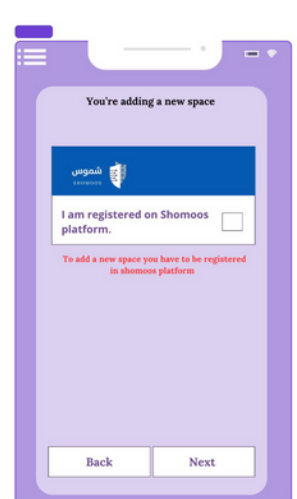 You're adding a new space
شموس
SHOMOOS
I am registered on Shomoos
platform.
To add a new space you have to be registered
in shomoos platform
Back
Next